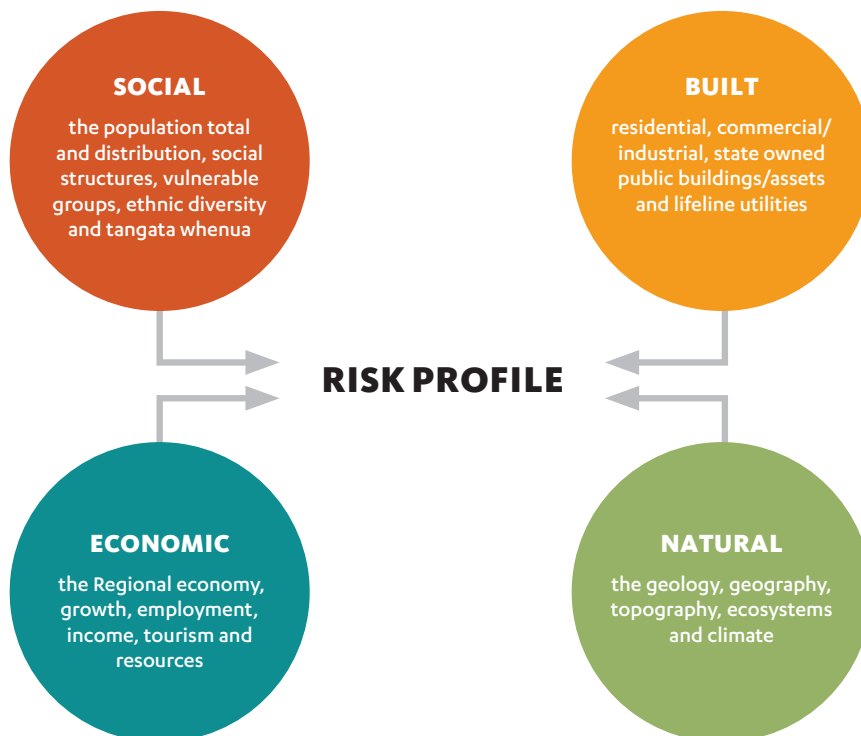 SOCIAL
the population total
and distribution, social
structures, vulnerable
groups, ethnic diversity
and tangata whenua
BUILT
residential, commercial/
industrial, state owned
public buildings/assets
and lifeline utilities
RISK PROFILE
ECONOMIC
the Regional economy,
growth, employment,
income, tourism and
resources
NATURAL
the geology, geography,
topography, ecosystems
and climate